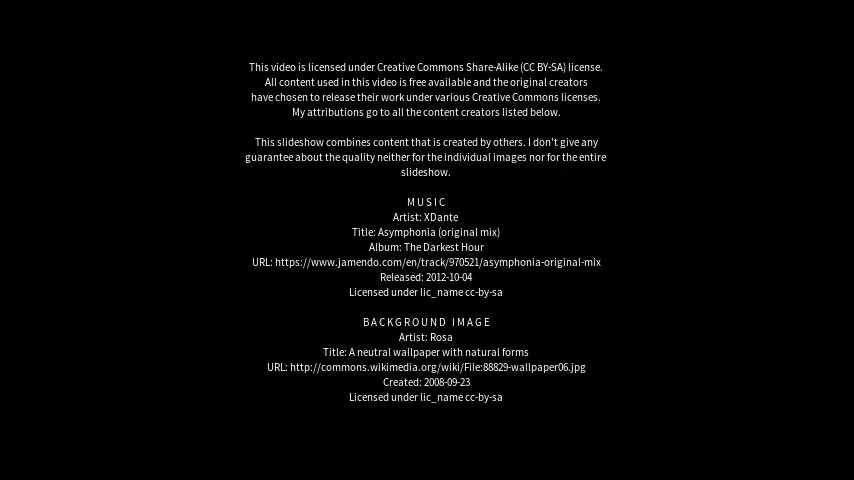 This video is licensed under Creative Commons Share-Alike (CC BY-SA) license.
All content used in this video is free available and the original creators
have chosen to release their work under various Creative Commons licenses.
My attributions go to all the content creators listed below.
This slideshow combines content that is created by others. I don't give any
guarantee about the quality neither for the individual images nor for the entire
slideshow.
M U S I C
Artist: XDante
Title: Asymphonia (original mix)
Album: The Darkest Hour
URL: https://www.jamendo.com/en/track/970521/asymphonia-original-mix
Released: 2012-10-04
Licensed under lic_name cc-by-sa
B A C K G R O U N D   I M A G E
Artist: Rosa
Title: A neutral wallpaper with natural forms
URL: http://commons.wikimedia.org/wiki/File:88829-wallpaper06.jpg
Created: 2008-09-23
Licensed under lic_name cc-by-sa